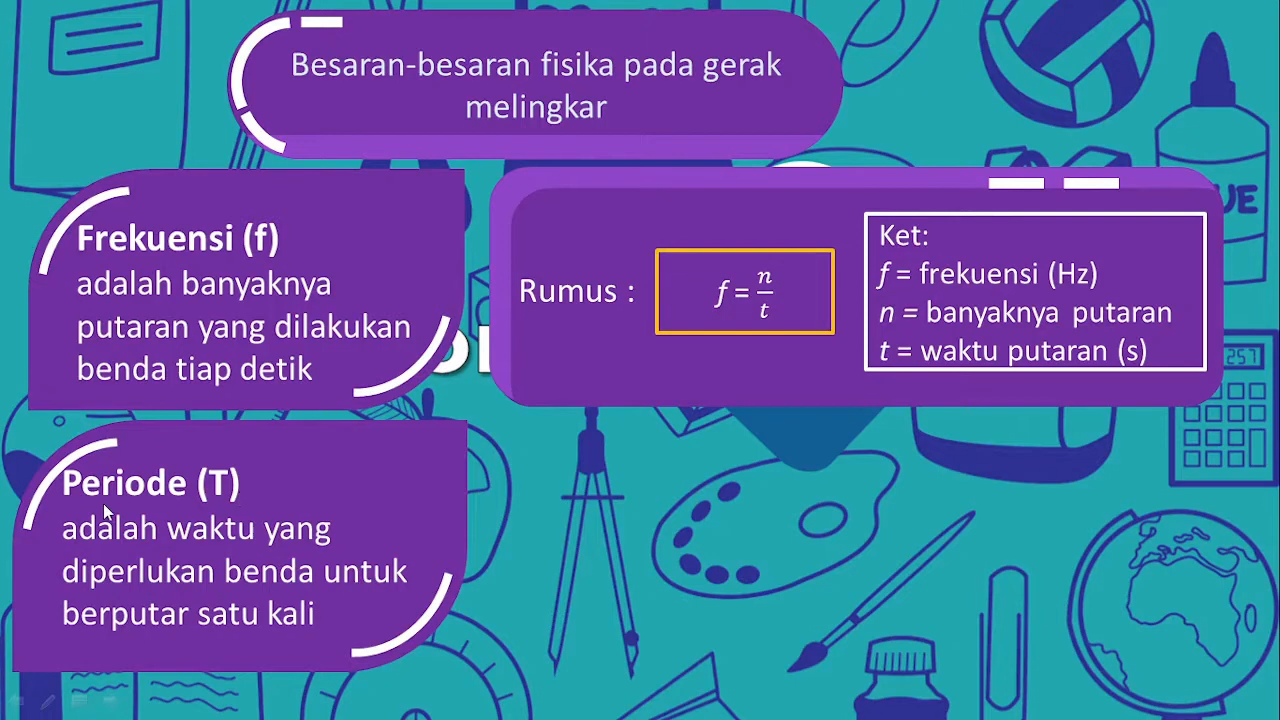 Besaran-besaran fisika pada gerak
melingkar
Frekuensi (f)
adalah banyaknya
putaran yang dilakukan
benda tiap detik
Rumus :
f = n/t
Ket:
f = frekuensi (Hz)
n = banyaknya putaran
t = waktu putaran (s)
Periode (T)
adalah waktu yang
diperlukan benda untuk
berputar satu kali
257